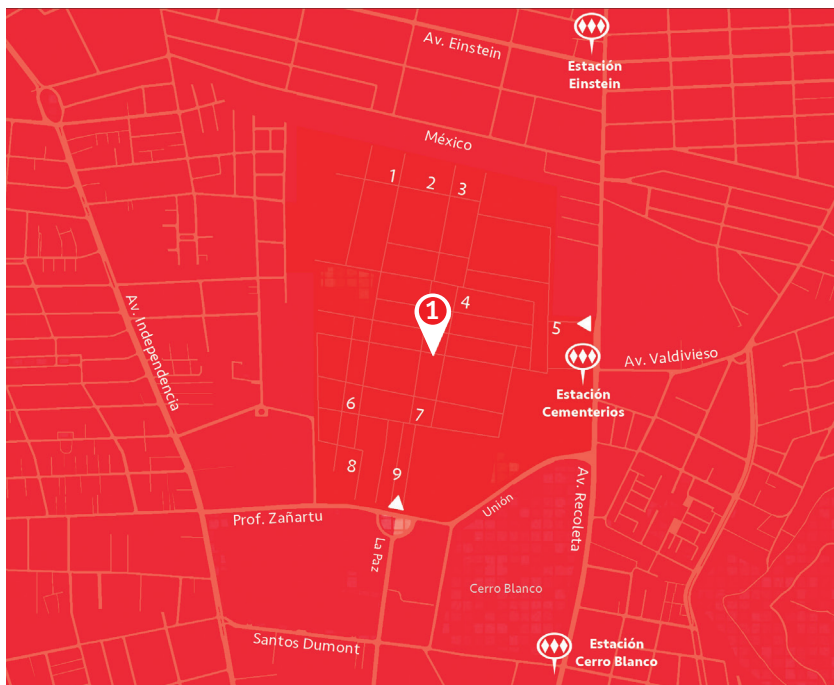 Av. Einstein
Estación
Einstein
México
1
2
3
4
1
5
Av. Independencia
Av. Valdivieso
Estación
Cementerios
6
7
8
9
Prof. Zañartu
Unión
Av. Recoleta
La Paz
Cerro Blanco
Santos Dumont
Estación
Cerro Blanco